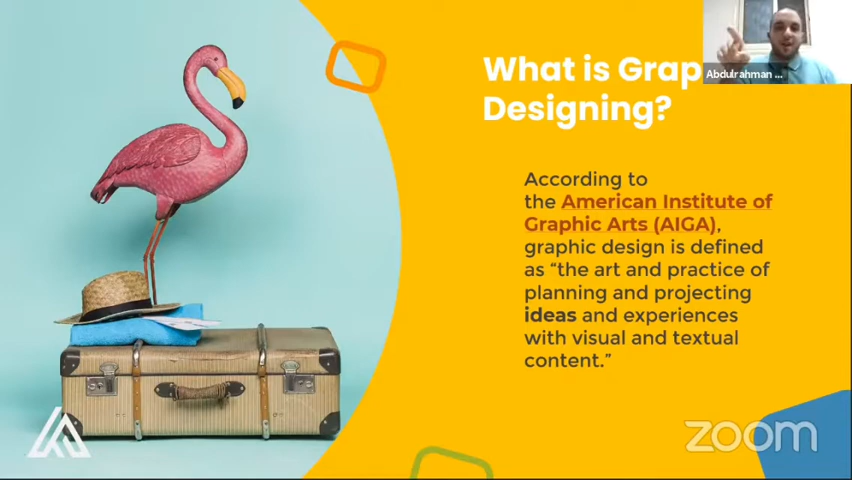 What is Grap
Designing?
Abdulrahman ...
According to
the American Institute of
Graphic Arts (AIGA),
graphic design is defined
as “the art and practice of
planning and projecting
ideas and experiences
with visual and textual
content.”
zoom